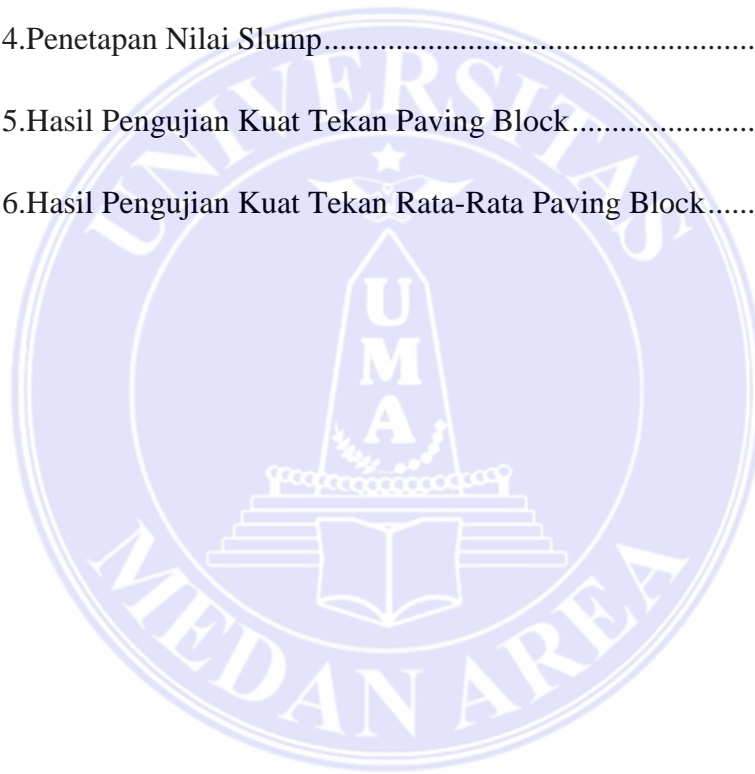 4.Penetapan Nilai Slump..................................................
5.Hasil Pengujian Kuat Tekan Paving Block......................
6.Hasil Pengujian Kuat Tekan Rata-Rata Paving Block......
UNIVERSITAS
U
M
A
MEDAN AREA